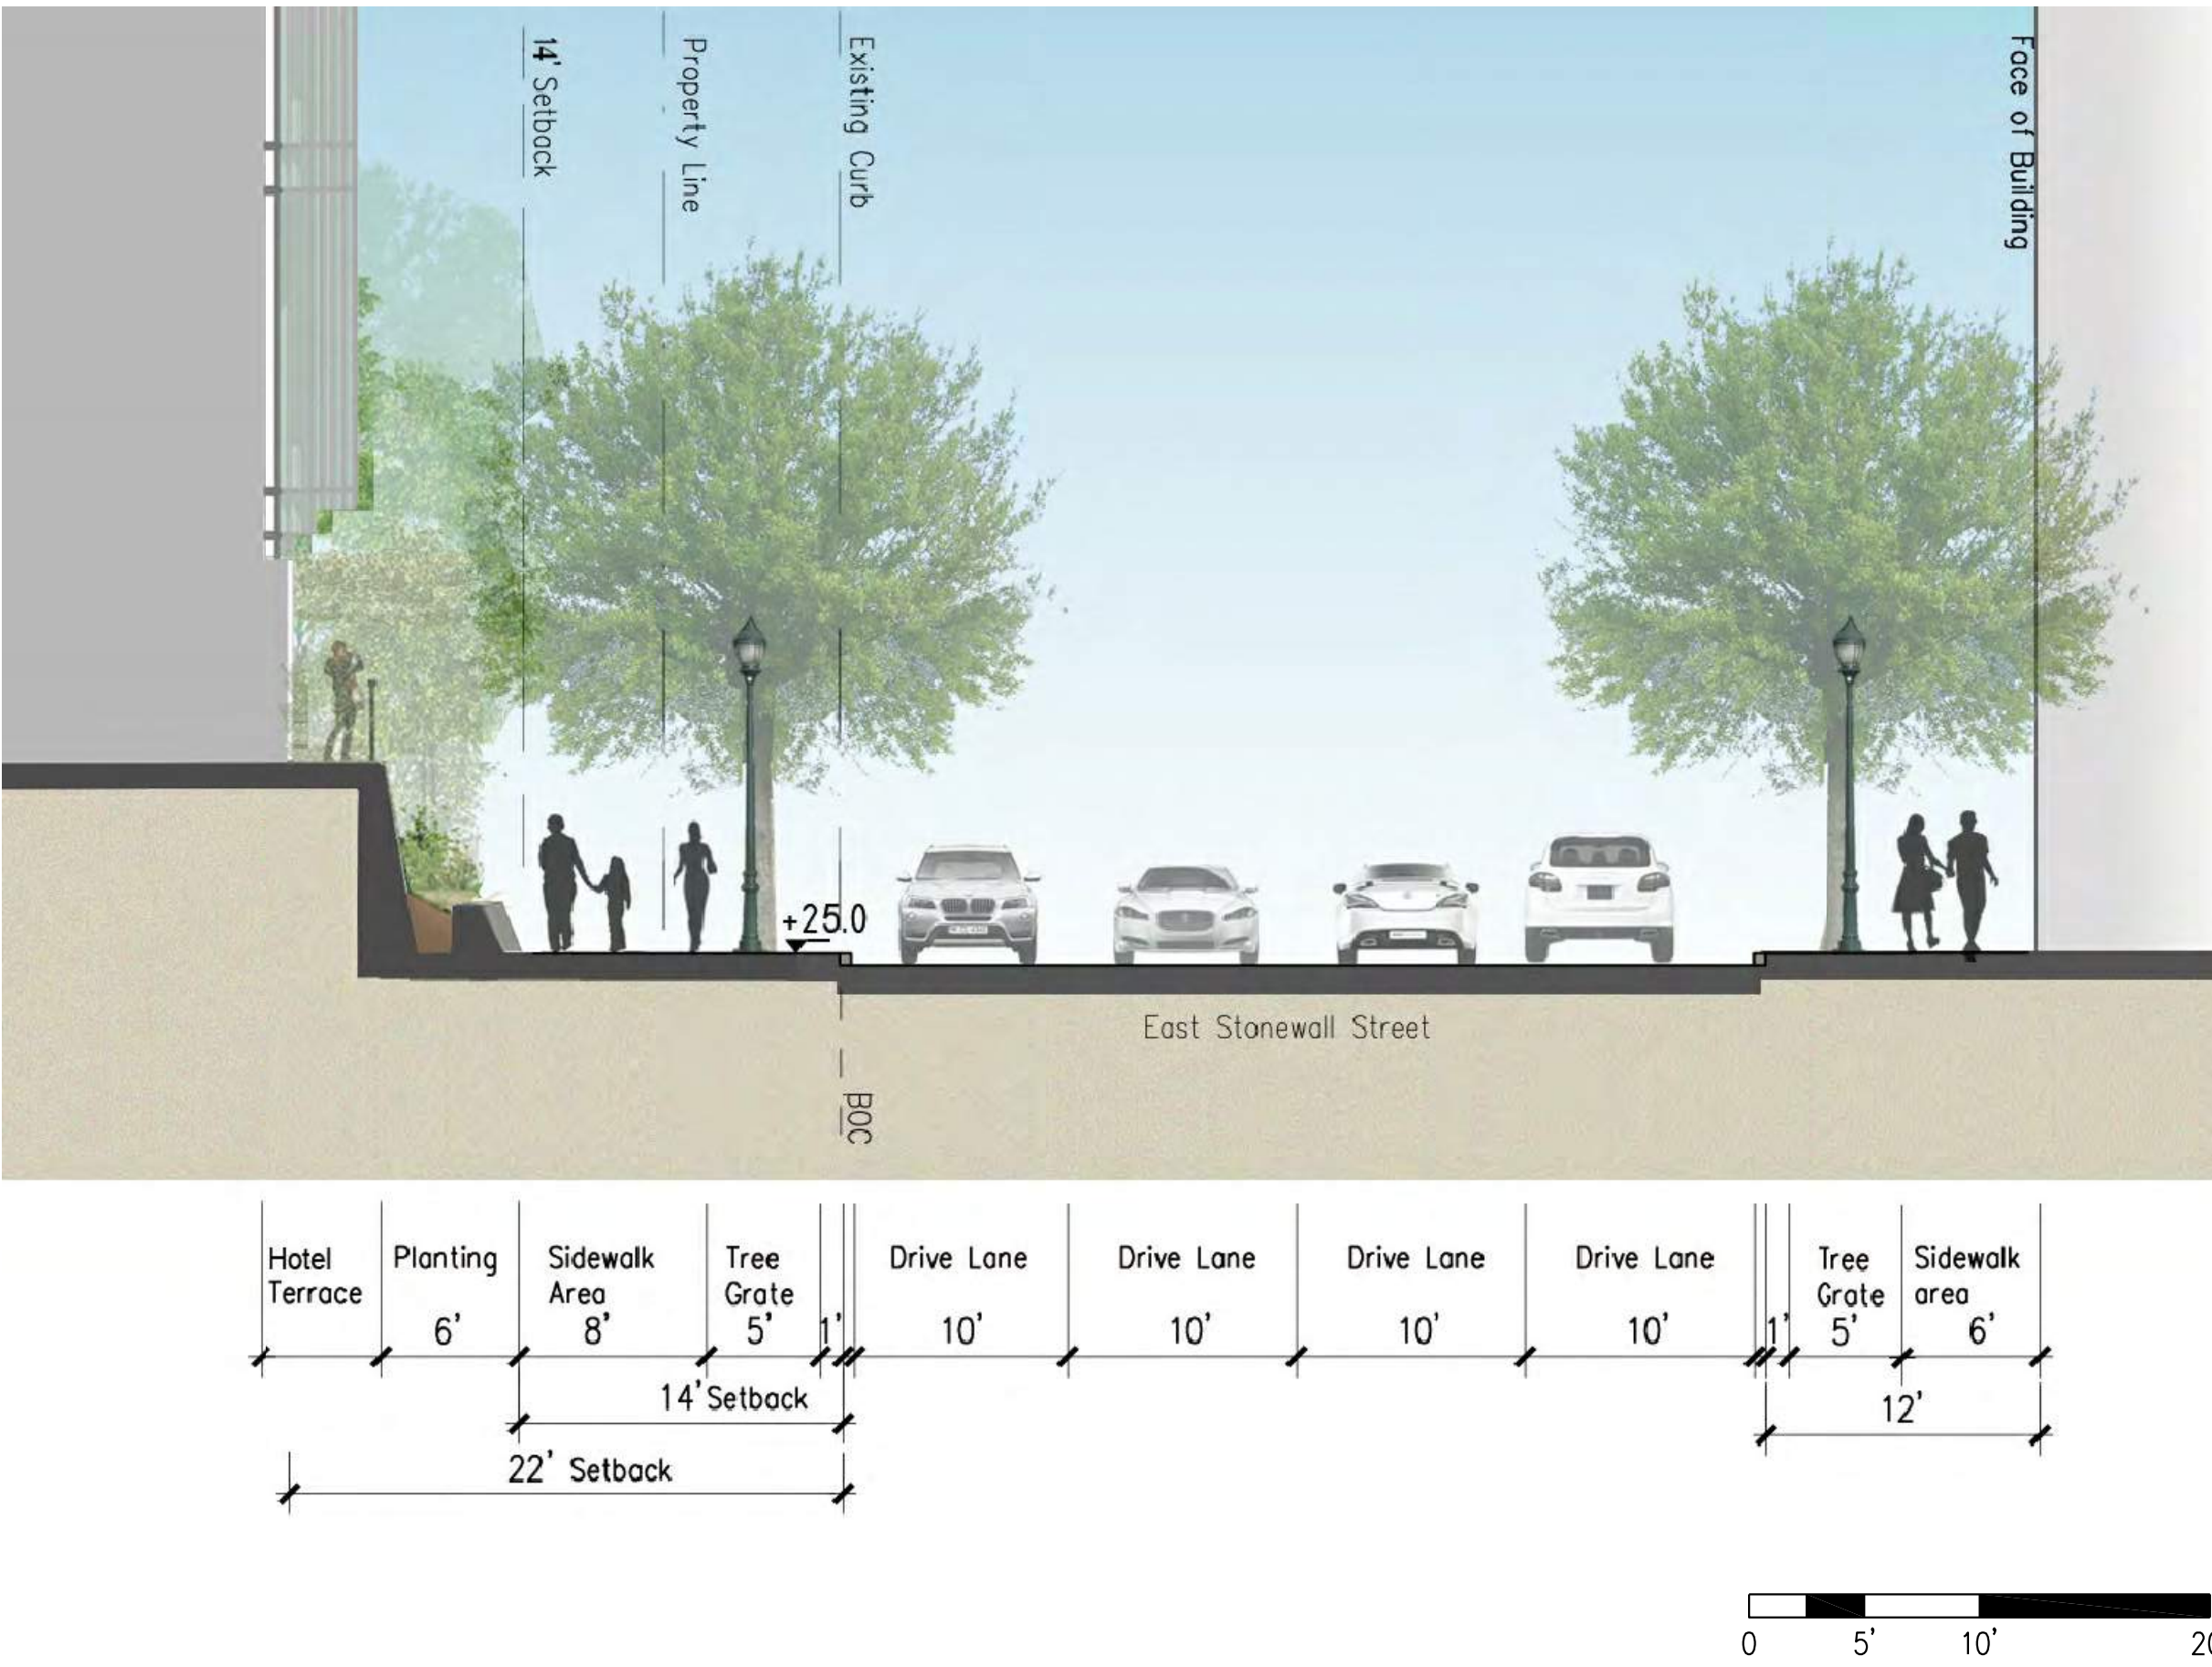 14' Setback
Property Line
Existing Curb
Face of Building
+25.0
East Stonewall Street
BOC
Hotel
Terrace
Planting
6'
Sidewalk
Area
8'
Tree
Grate
5'
1'
Drive Lane
10'
Drive Lane
10'
Drive Lane
10'
Drive Lane
10'
1'
Tree
Grate
5'
Sidewalk
area
6'
14' Setback
12'
22' Setback
0 5' 10'